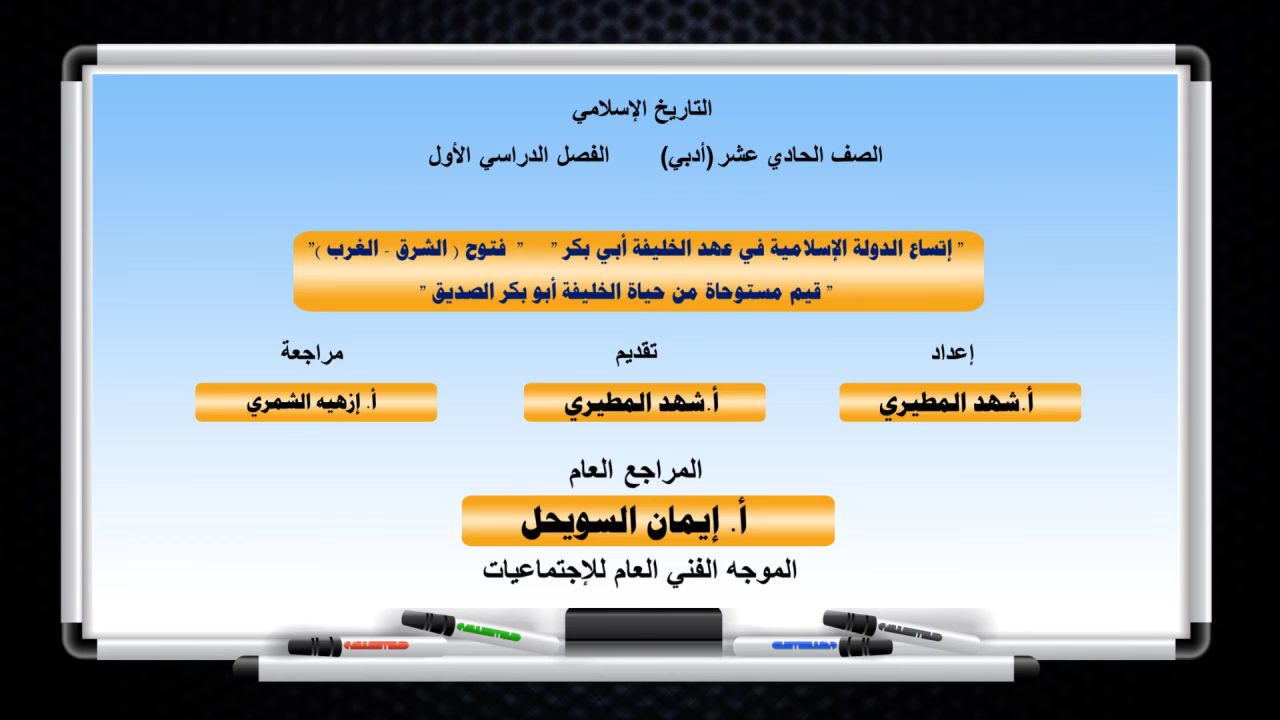 التاريخ الإسلامي
الصف الحادي عشر (أدبي) الفصل الدراسي الأول
" إتساع الدولة الإسلامية في عهد الخليفة أبي بكر " " فتوح ( الشرق - الغرب )"
" قيم مستوحاة من حياة الخليفة أبو بكر الصديق "
إعداد تقديم مراجعة
أ.شهد المطيري أ.شهد المطيري أ. إزهيه الشمري
المراجع العام
أ. إيمان السويحل
الموجه الفني العام للإجتماعيات